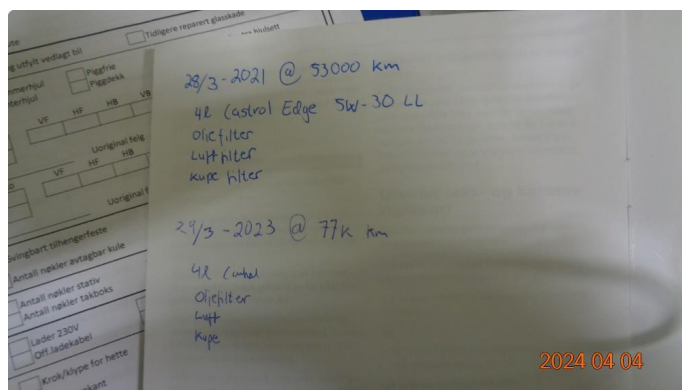 utfylt vedlagt bil
Tidligere reparert glasskade
hjulsett
Piggfrie
Piggdekk
VF HF HB VB
Uoriginal felg
VF HF HB
Uoriginal f
Svingbart tilhengerfeste
Antall nøkler avtagbar kule
Antall nøkler stativ
Antall nøkler takboks
Lader 230V
Off.ladekabel
Krok/klype for hette
28/3-2021 @ 53000 km
4l Castrol Edge 5W-30 LL
Oljefilter
Luftfilter
Kupe filter
29/3-2023 @ 77k km
4l
Oljefilter
Luft
Kupe
2024 04 04